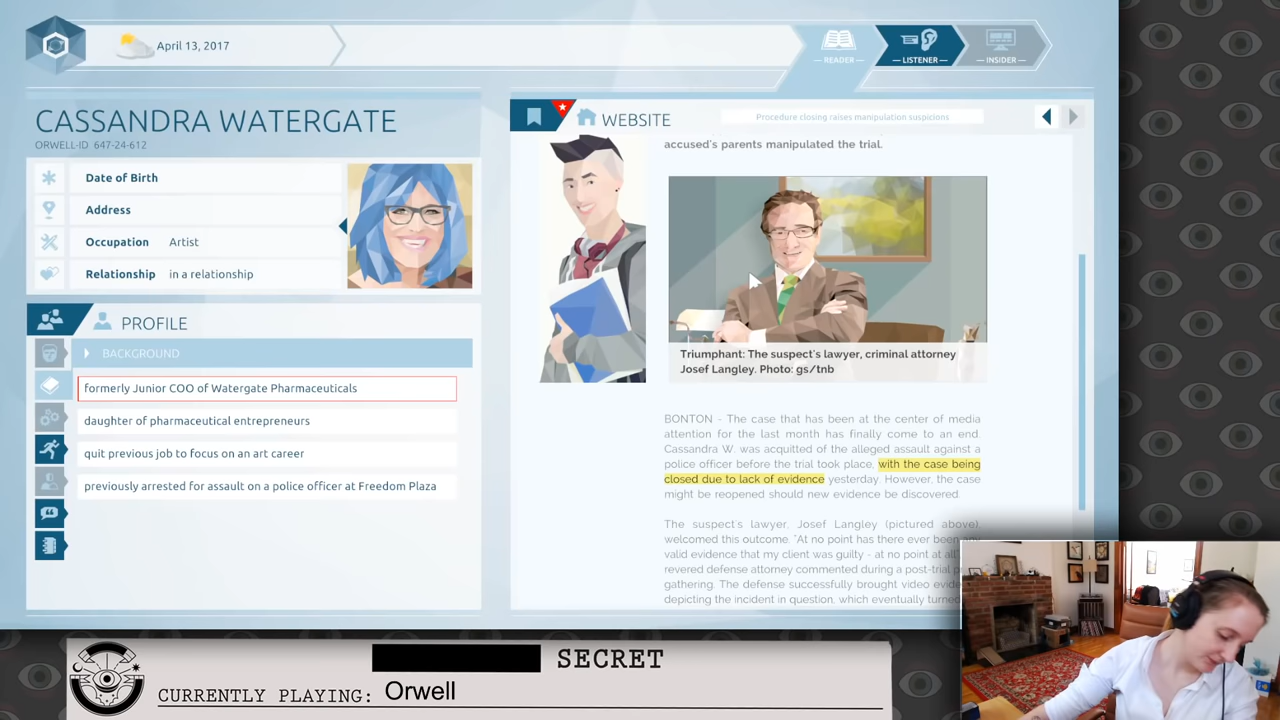 April 13, 2017
— READER —
— LISTENER —
— INSIDER —
CASSANDRA WATERGATE
ORWELL-ID 647-24-612
Date of Birth
Address
Occupation Artist
Relationship in a relationship
PROFILE
BACKGROUND
formerly Junior COO of Watergate Pharmaceuticals
daughter of pharmaceutical entrepreneurs
quit previous job to focus on an art career
previously arrested for assault on a police officer at Freedom Plaza
WEBSITE
Procedure closing raises manipulation suspicions
accused's parents manipulated the trial.
Triumphant: The suspect's lawyer, criminal attorney
Josef Langley. Photo: gs/tnb
BONTON - The case that has been at the center of media
attention for the last month has finally come to an end.
Cassandra W. was acquitted of the alleged assault against a
police officer before the trial took place, with the case being
closed due to lack of evidence yesterday. However, the case
might be reopened should new evidence be discovered.
The suspect's lawyer, Josef Langley (pictured above),
welcomed this outcome. "At no point has there ever been any
valid evidence that my client was guilty - at no point at all"
revered defense attorney commented during a post-trial
gathering. The defense successfully brought video
depicting the incident in question, which eventually turned
SECRET
CURRENTLY PLAYING: Orwell